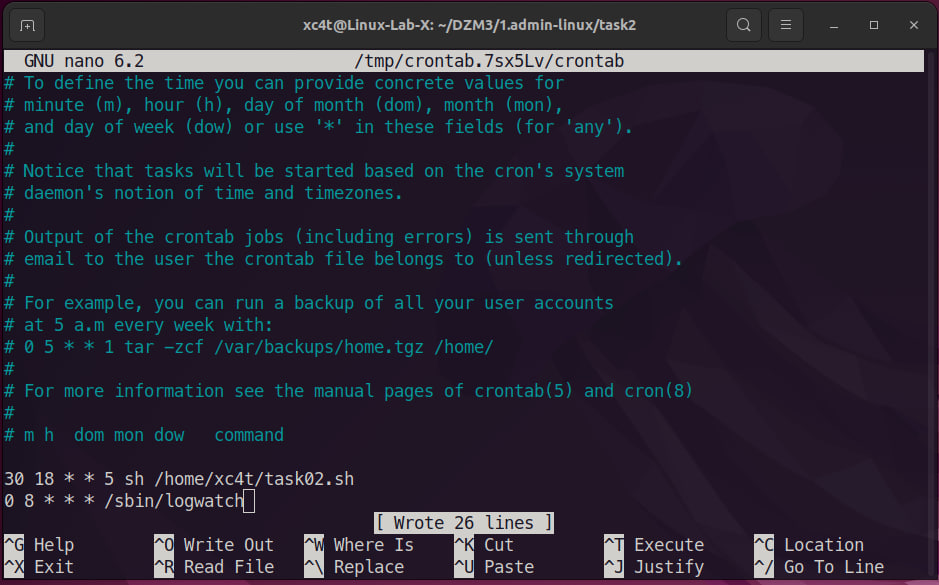 xc4t@Linux-Lab-X: ~/DZM3/1.admin-linux/task2
GNU nano 6.2 /tmp/crontab.7sx5Lv/crontab
# To define the time you can provide concrete values for
# minute (m), hour (h), day of month (dom), month (mon),
# and day of week (dow) or use '*' in these fields (for 'any').
#
# Notice that tasks will be started based on the cron's system
# daemon's notion of time and timezones.
#
# Output of the crontab jobs (including errors) is sent through
# email to the user the crontab file belongs to (unless redirected).
#
# For example, you can run a backup of all your user accounts
# at 5 a.m every week with:
# 0 5 * * 1 tar -zcf /var/backups/home.tgz /home/
#
# For more information see the manual pages of crontab(5) and cron(8)
#
# m h  dom mon dow   command
30 18 * * 5 sh /home/xc4t/task02.sh
0 8 * * * /sbin/logwatch
[ Wrote 26 lines ]
^G Help ^O Write Out ^W Where Is ^K Cut ^T Execute ^C Location
^X Exit ^R Read File ^\ Replace ^U Paste ^J Justify ^/ Go To Line